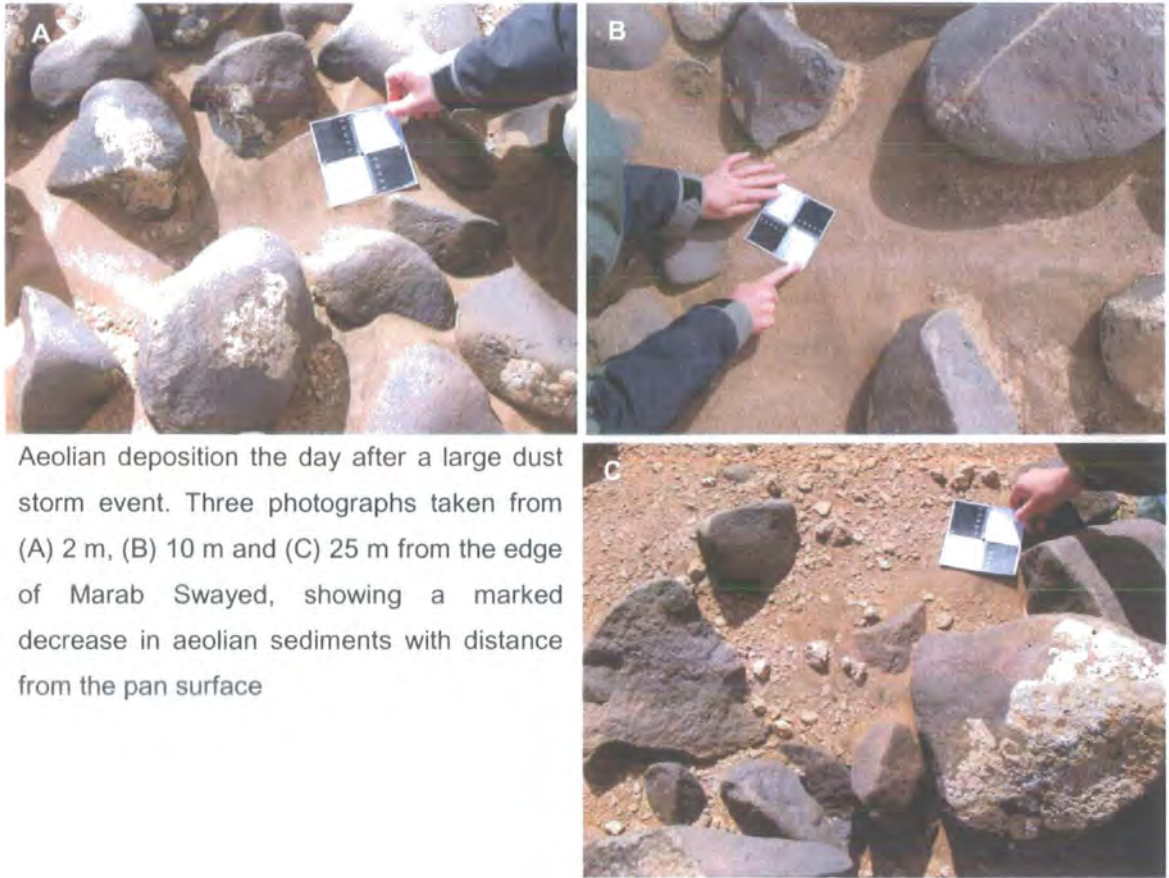 A
B
Aeolian deposition the day after a large dust
storm event. Three photographs taken from
(A) 2 m, (B) 10 m and (C) 25 m from the edge
of Marab Swayed, showing a marked
decrease in aeolian sediments with distance
from the pan surface
C